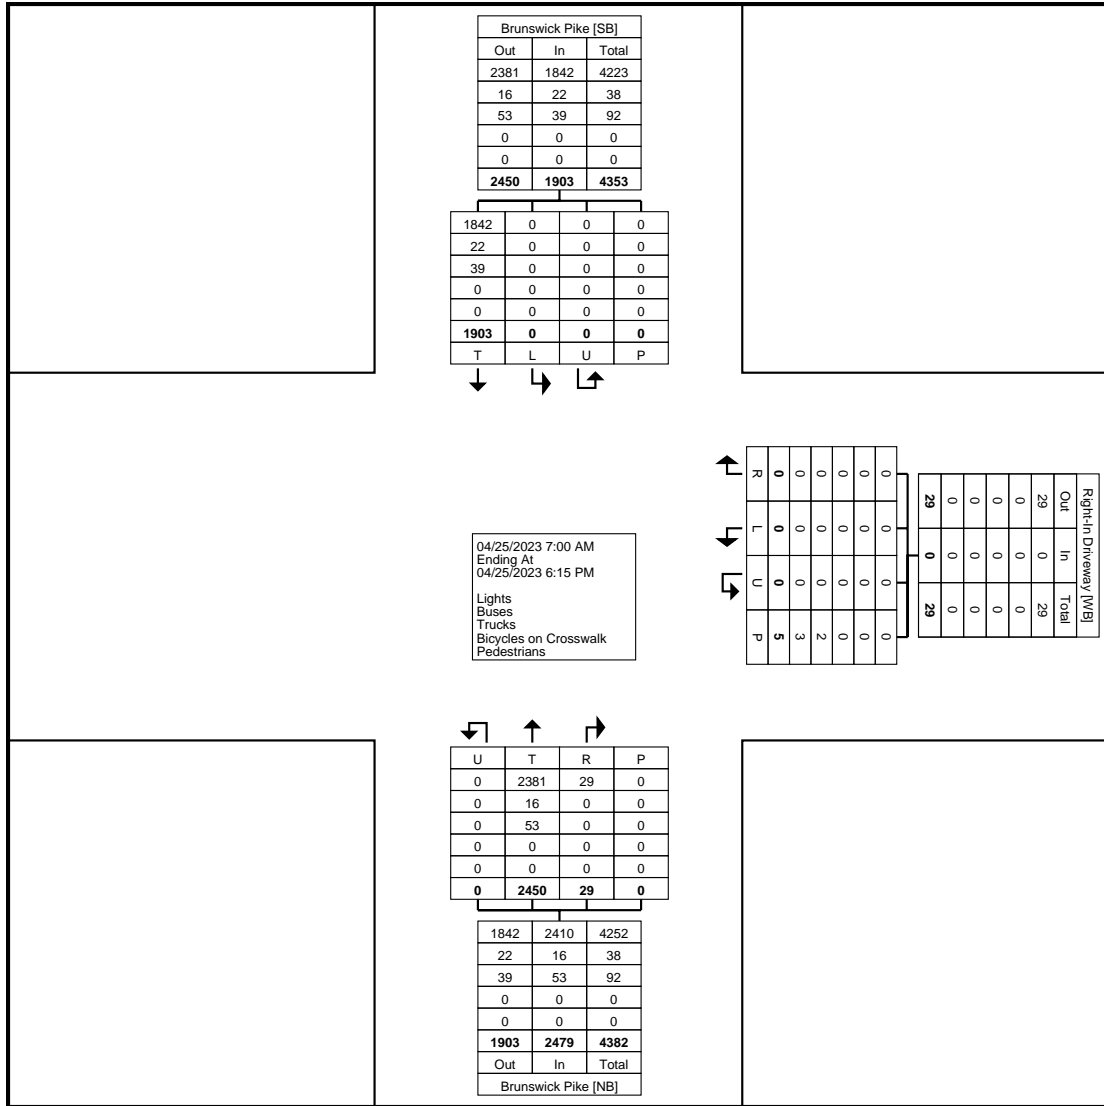 Brunswick Pike [SB]
Out In Total
2381 1842 4223
16 22 38
53 39 92
0 0 0
0 0 0
2450 1903 4353
1842 0 0 0
22 0 0 0
39 0 0 0
0 0 0 0
0 0 0 0
1903 0 0 0
T L U P
Right-In Driveway [WB]
Out In Total
29 0 29
0 0 0
0 0 0
0 0 0
0 0 0
29 0 29
0 0 0 0
0 0 0 0
0 0 0 0
0 0 0 2
0 0 0 3
0 0 0 5
R L U P
04/25/2023 7:00 AM
Ending At
04/25/2023 6:15 PM
Lights
Buses
Trucks
Bicycles on Crosswalk
Pedestrians
U T R P
0 2381 29 0
0 16 0 0
0 53 0 0
0 0 0 0
0 0 0 0
0 2450 29 0
1842 2410 4252
22 16 38
39 53 92
0 0 0
0 0 0
1903 2479 4382
Out In Total
Brunswick Pike [NB]